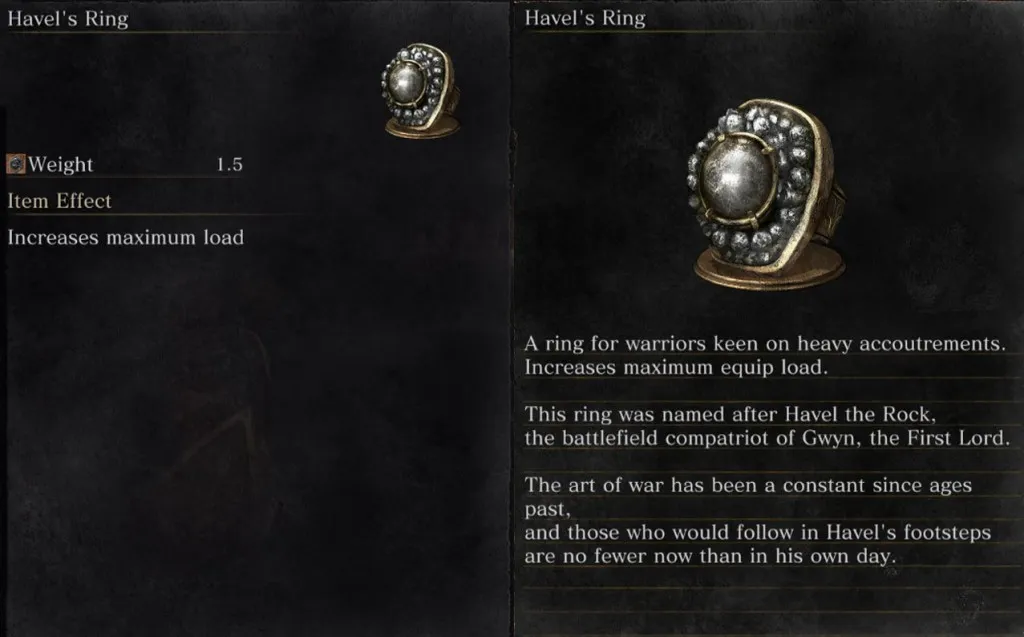 Havel's Ring
Weight 1.5
Item Effect
Increases maximum load
Havel's Ring
A ring for warriors keen on heavy accoutrements.
Increases maximum equip load.
This ring was named after Havel the Rock,
the battlefield compatriot of Gwyn, the First Lord.
The art of war has been a constant since ages
past,
and those who would follow in Havel's footsteps
are no fewer now than in his own day.